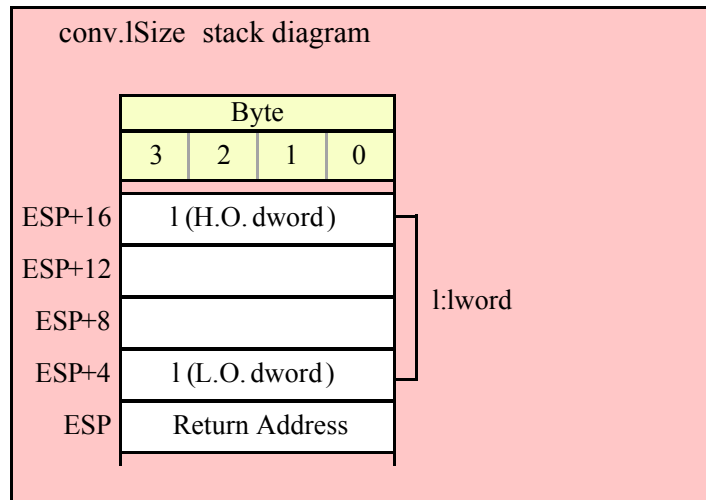 conv.lSize stack diagram
Byte
3 2 1 0
ESP+16 l (H.O. dword)
ESP+12
l:lword
ESP+8
ESP+4 l (L.O. dword)
ESP Return Address